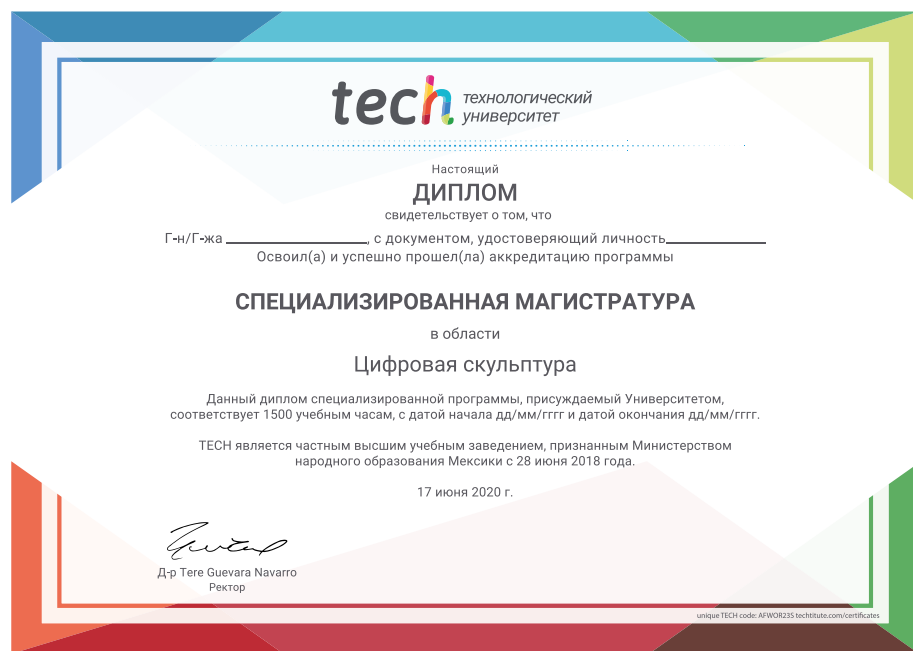 tech технологический
университет
Настоящий
ДИПЛОМ
свидетельствует о том, что
Г-н/Г-жа ____________________, с документом, удостоверяющий личность______________
Освоил(а) и успешно прошел(ла) аккредитацию программы
СПЕЦИАЛИЗИРОВАННАЯ МАГИСТРАТУРА
в области
Цифровая скульптура
Данный диплом специализированной программы, присуждаемый Университетом,
соответствует 1500 учебным часам, с датой начала дд/мм/гггг и датой окончания дд/мм/гггг.
TECH является частным высшим учебным заведением, признанным Министерством
народного образования Мексики с 28 июня 2018 года.
17 июня 2020 г.
Д-р Tere Guevara Navarro
Ректор
unique TECH code: AFWOR23S techtitute.com/certificates